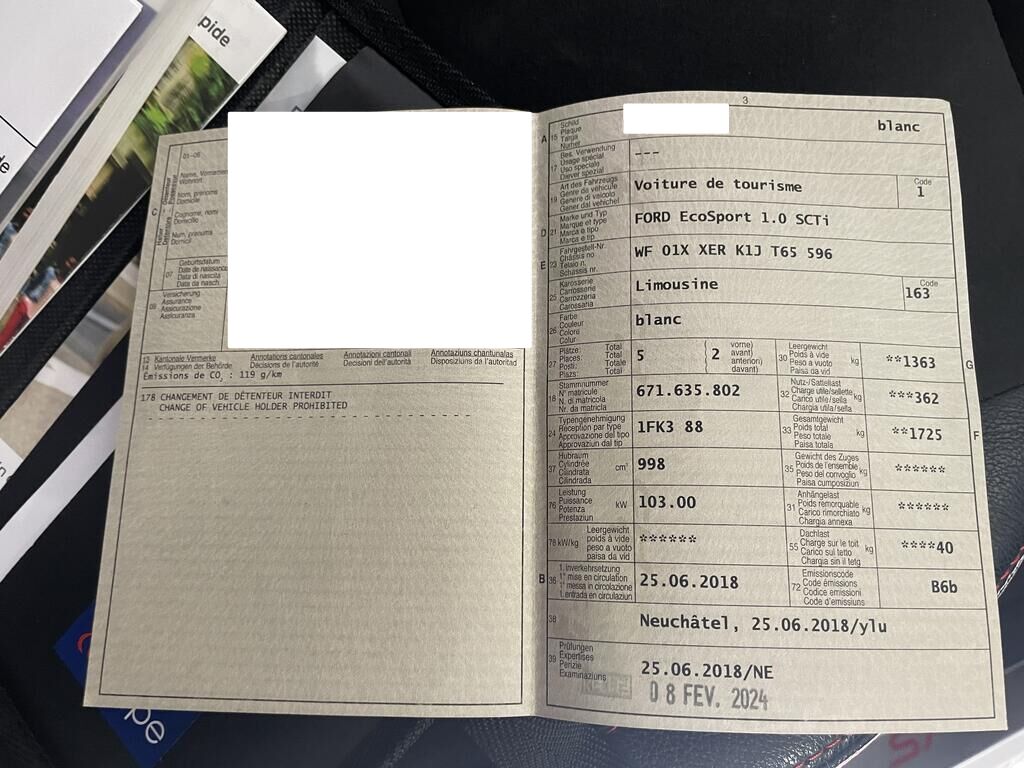 pide
de
3
01-06
C
Name, Vornamen
Wohnort
Nom, prénoms
Domicile
Cognome, nomi
Domicilio
Num, prenums
Domicil
07
Geburtsdatum
Date de naissance
Data di nascita
Data da nasch.
09
Versicherung
Assurance
Assicurazione
Assicuranza
13 Kantonale Vermerke Annotations cantonales Annotazioni cantonali Annotaziuns chantunalas
14 Verfügungen der Behörde Décisions de l'autorité Decisioni dell'autorità Disposiziuns da l'autoritad
Émissions de CO2 : 119 g/km
178 CHANGEMENT DE DÉTENTEUR INTERDIT
CHANGE OF VEHICLE HOLDER PROHIBITED
A 15
Schild
Plaque
Targa
Numer
blanc
17
Bes. Verwendung
Usage spécial
Uso speciale
Diever spezial
---
19
Art des Fahrzeugs
Genre de véhicule
Genere di veicolo
Gener dal vehichel
Voiture de tourisme
Code
1
D 21
Marke und Typ
Marque et type
Marca e tipo
Marca e tip
FORD EcoSport 1.0 SCTi
E 23
Fahrgestell-Nr.
Châssis no
Telaio n.
Schassis nr.
WF 01X XER K1J T65 596
25
Karosserie
Carrosserie
Carrozzeria
Carossaria
Limousine
Code
163
26
Farbe
Couleur
Colore
Colur
blanc
27
Plätze: Total
Places: Total
Posti: Totale
Plazs: Total
5
2
vorne)
avant)
anteriori)
davant)
30
Leergewicht
Poids à vide
Peso a vuoto
Paisa da vid
kg
**1363
G
18
Stammnummer
N° matricule
N. di matricola
Nr. da matricla
671.635.802
32
Nutz-/Sattellast
Charge utile/sellette
Carico utile/sella
Chargia utila/sella
kg
***362
24
Typengenehmigung
Réception par type
Approvazione del tipo
Approvaziun dal tip
1FK3 88
33
Gesamtgewicht
Poids total
Peso totale
Paisa totala
kg
**1725
F
37
Hubraum
Cylindrée
Cilindrata
Cilindrada
cm³
998
35
Gewicht des Zuges
Poids de l'ensemble
Peso del convoglio
Paisa cumposiziun
kg
******
76
Leistung
Puissance
Potenza
Prestaziun
kW
103.00
31
Anhängelast
Poids remorquable
Carico rimorchiato
Chargia annexa
kg
******
78 kW/kg
Leergewicht
poids à vide
peso a vuoto
paisa da vid
******
55
Dachlast
Charge sur le toit
Carico sul tetto
Chargia sin il tetg
kg
****40
B 36
1. Inverkehrsetzung
1re mise en circulation
1a messa in circolazione
1. entrada en circulaziun
25.06.2018
72
Emissionscode
Code émissions
Codice emissioni
Code d'emissiuns
B6b
38
Neuchâtel, 25.06.2018/ylu
39
Prüfungen
Expertises
Perizie
Examinaziuns
25.06.2018/NE
08 FEV. 2024